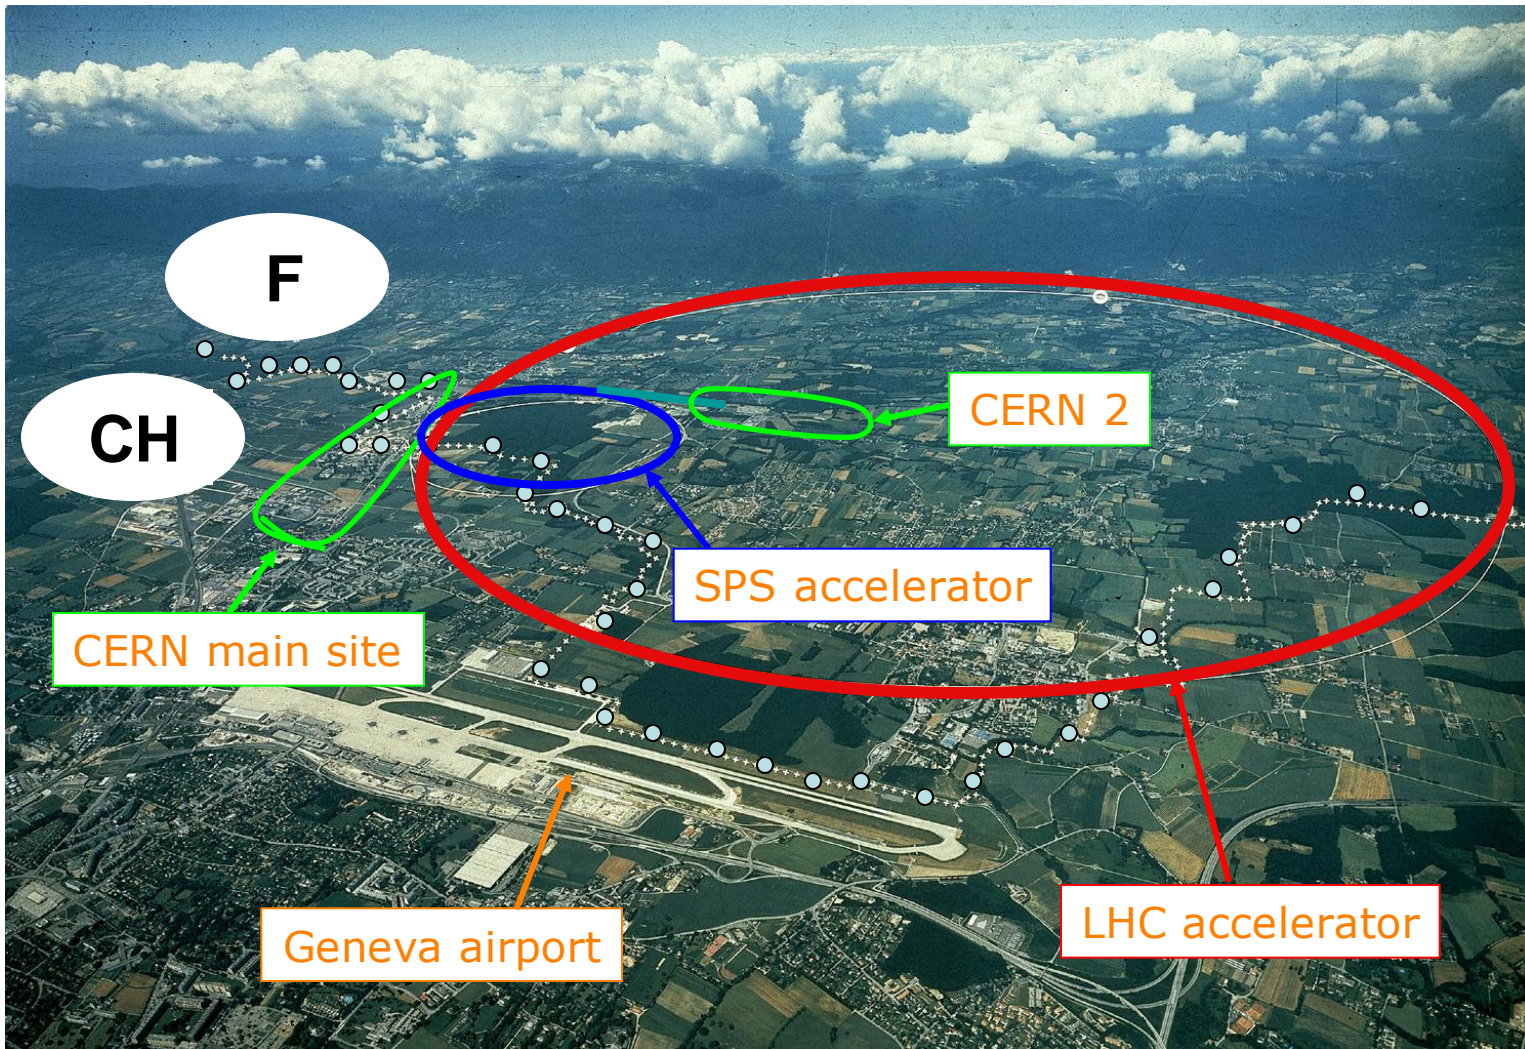 F
CH
CERN 2
SPS accelerator
CERN main site
LHC accelerator
Geneva airport